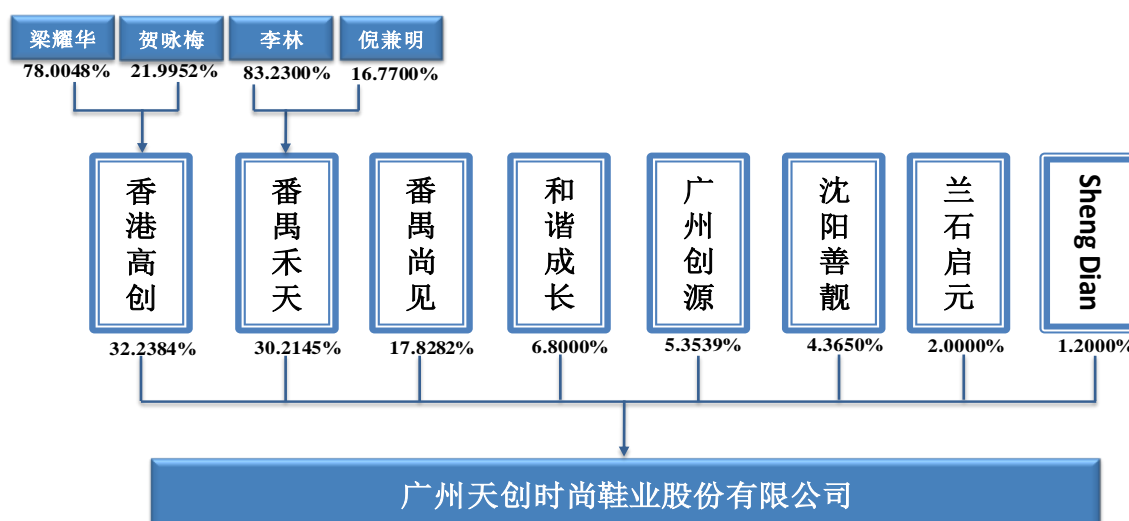 梁耀华 贺咏梅 李林 倪兼明
78.0048% 21.9952% 83.2300% 16.7700%
香港高创
番禺禾天
番禺尚见
和谐成长
广州创源
沈阳善靓
兰石启元
Sheng Dian
32.2384% 30.2145% 17.8282% 6.8000% 5.3539% 4.3650% 2.0000% 1.2000%
广州天创时尚鞋业股份有限公司